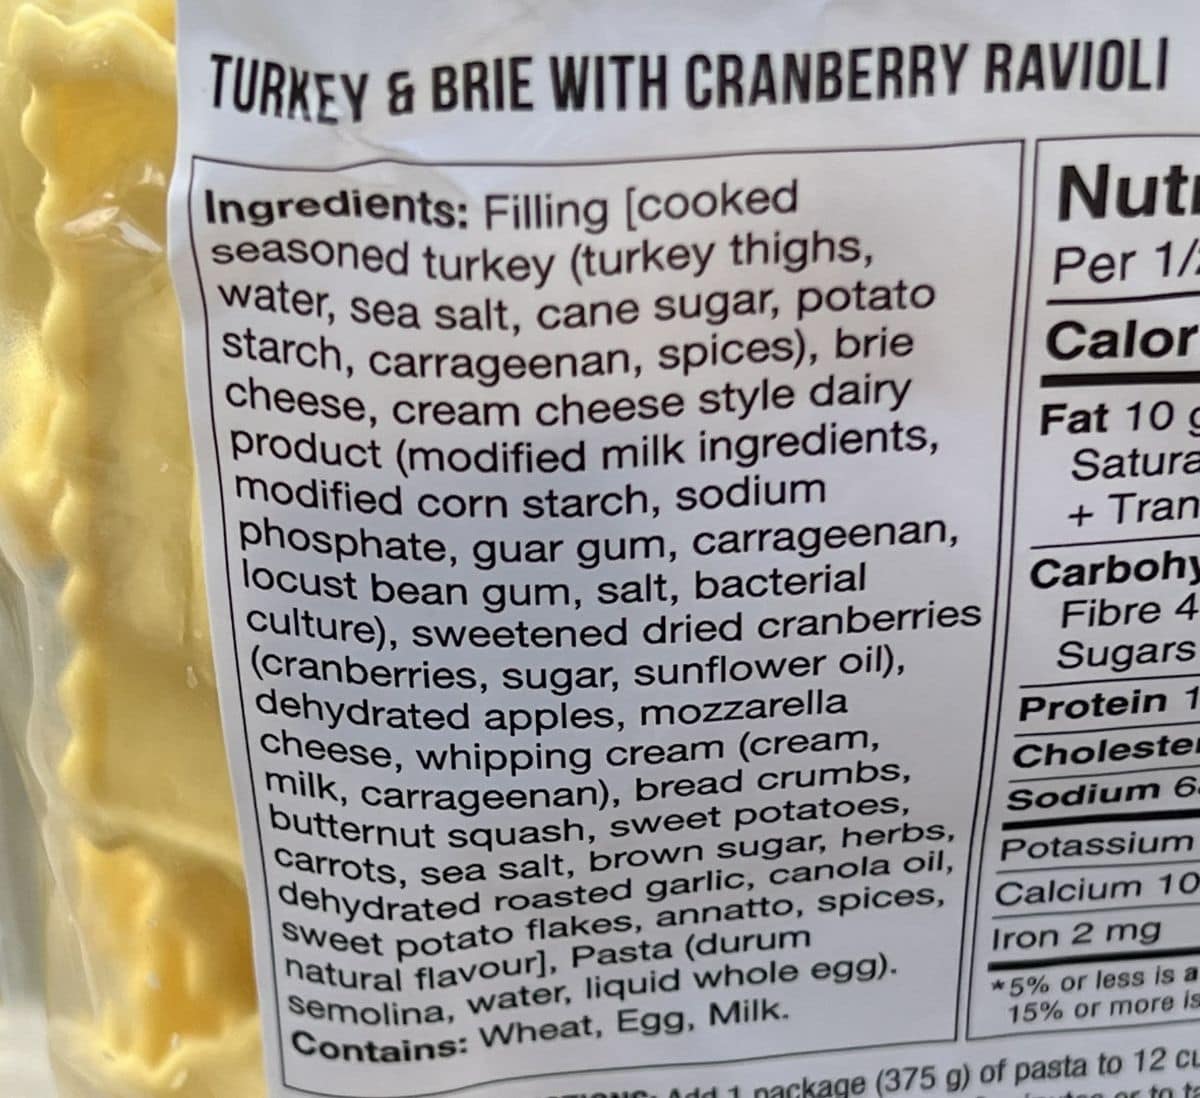 TURKEY & BRIE WITH CRANBERRY RAVIOLI
Ingredients: Filling [cooked
seasoned turkey (turkey thighs,
water, sea salt, cane sugar, potato
starch, carrageenan, spices), brie
cheese, cream cheese style dairy
product (modified milk ingredients,
modified corn starch, sodium
phosphate, guar gum, carrageenan,
locust bean gum, salt, bacterial
culture), sweetened dried cranberries
(cranberries, sugar, sunflower oil),
dehydrated apples, mozzarella
cheese, whipping cream (cream,
milk, carrageenan), bread crumbs,
butternut squash, sweet potatoes,
carrots, sea salt, brown sugar, herbs,
dehydrated roasted garlic, canola oil,
sweet potato flakes, annatto, spices,
natural flavour], Pasta (durum
semolina, water, liquid whole egg).
Contains: Wheat, Egg, Milk.
Per
Fat 10
+
Fibre 4
Sugars
Protein
Sodium
Potassium
Calcium 10
Iron 2 mg
*5% or less is a
15% or more is
Add 1 package (375 g) of pasta to 12
or to